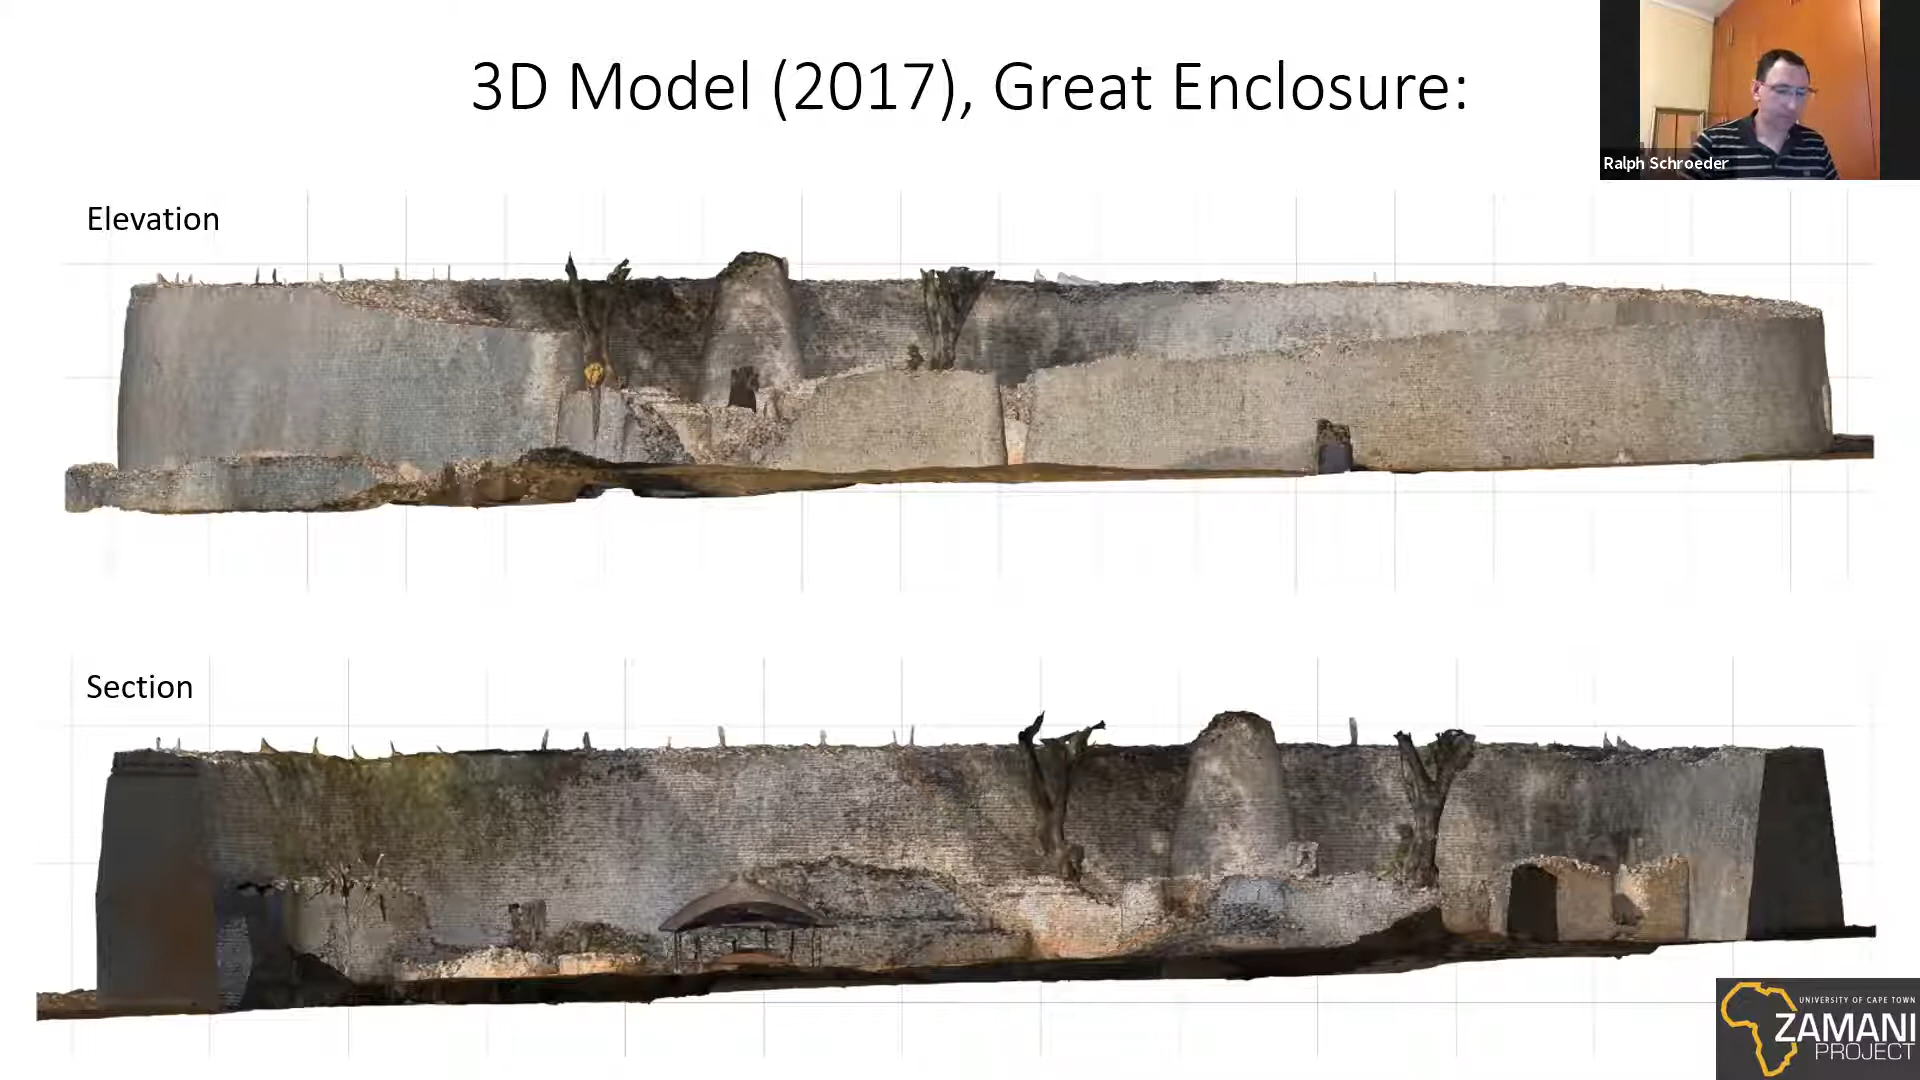 3D Model (2017), Great Enclosure:
Ralph Schroeder
Elevation
Section
UNIVERSITY OF CAPE TOWN
ZAMANI
PROJECT